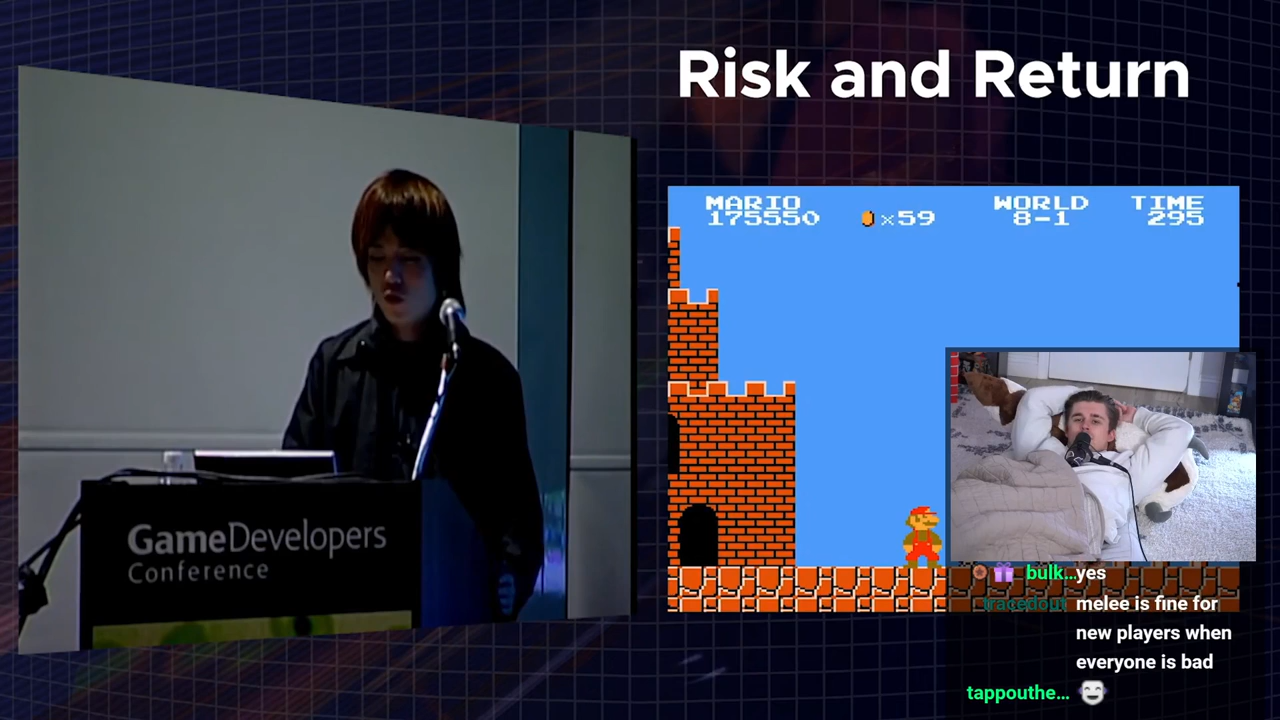 Risk and Return
MARIO WORLD TIME
175550 ×59 8-1 295
GameDevelopers
Conference
bulk...yes
tracedout melee is fine for
new players when
everyone is bad
tappouthe...